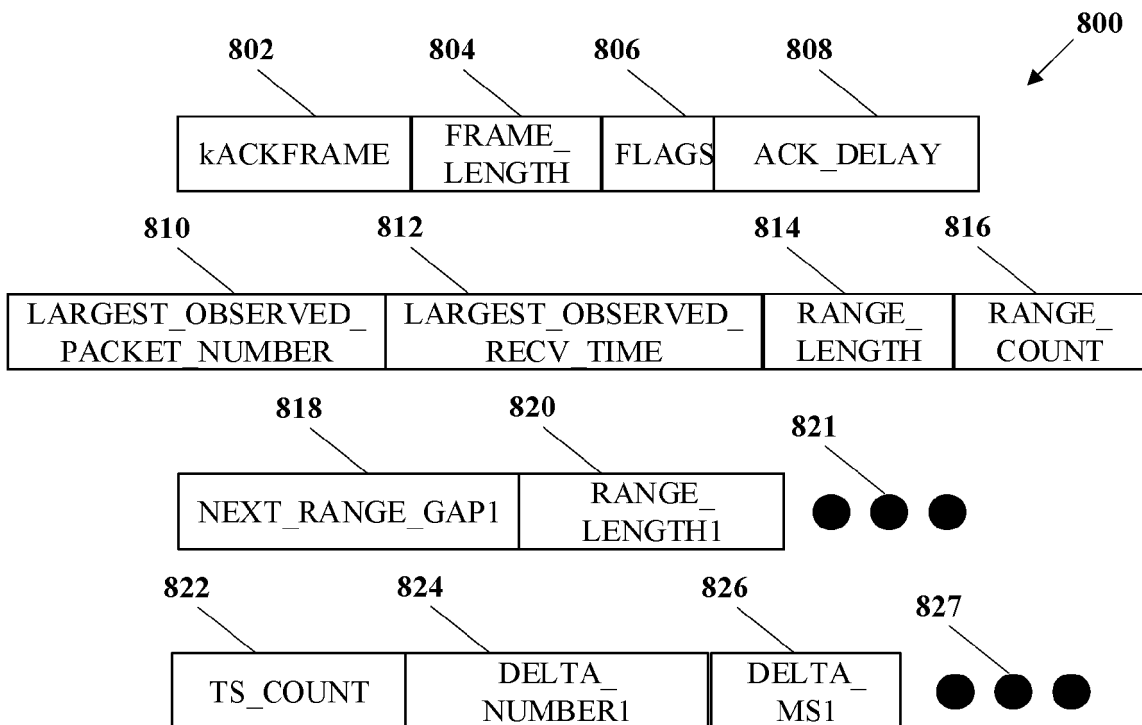 800
802 804 806 808
kACKFRAME FRAME_ LENGTH FLAGS ACK_DELAY
810 812 814 816
LARGEST_OBSERVED_ PACKET_NUMBER LARGEST_OBSERVED_ RECV_TIME RANGE_ LENGTH RANGE_ COUNT
818 820 821
NEXT_RANGE_GAP1 RANGE_ LENGTH1
822 824 826 827
TS_COUNT DELTA_ NUMBER1 DELTA_ MS1